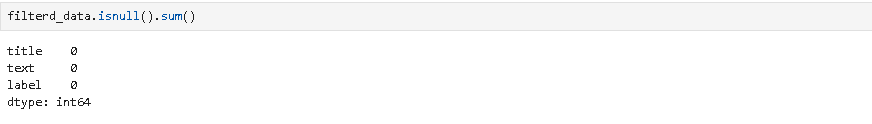 filterd_data.isnull().sum()
title    0
text     0
label    0
dtype: int64